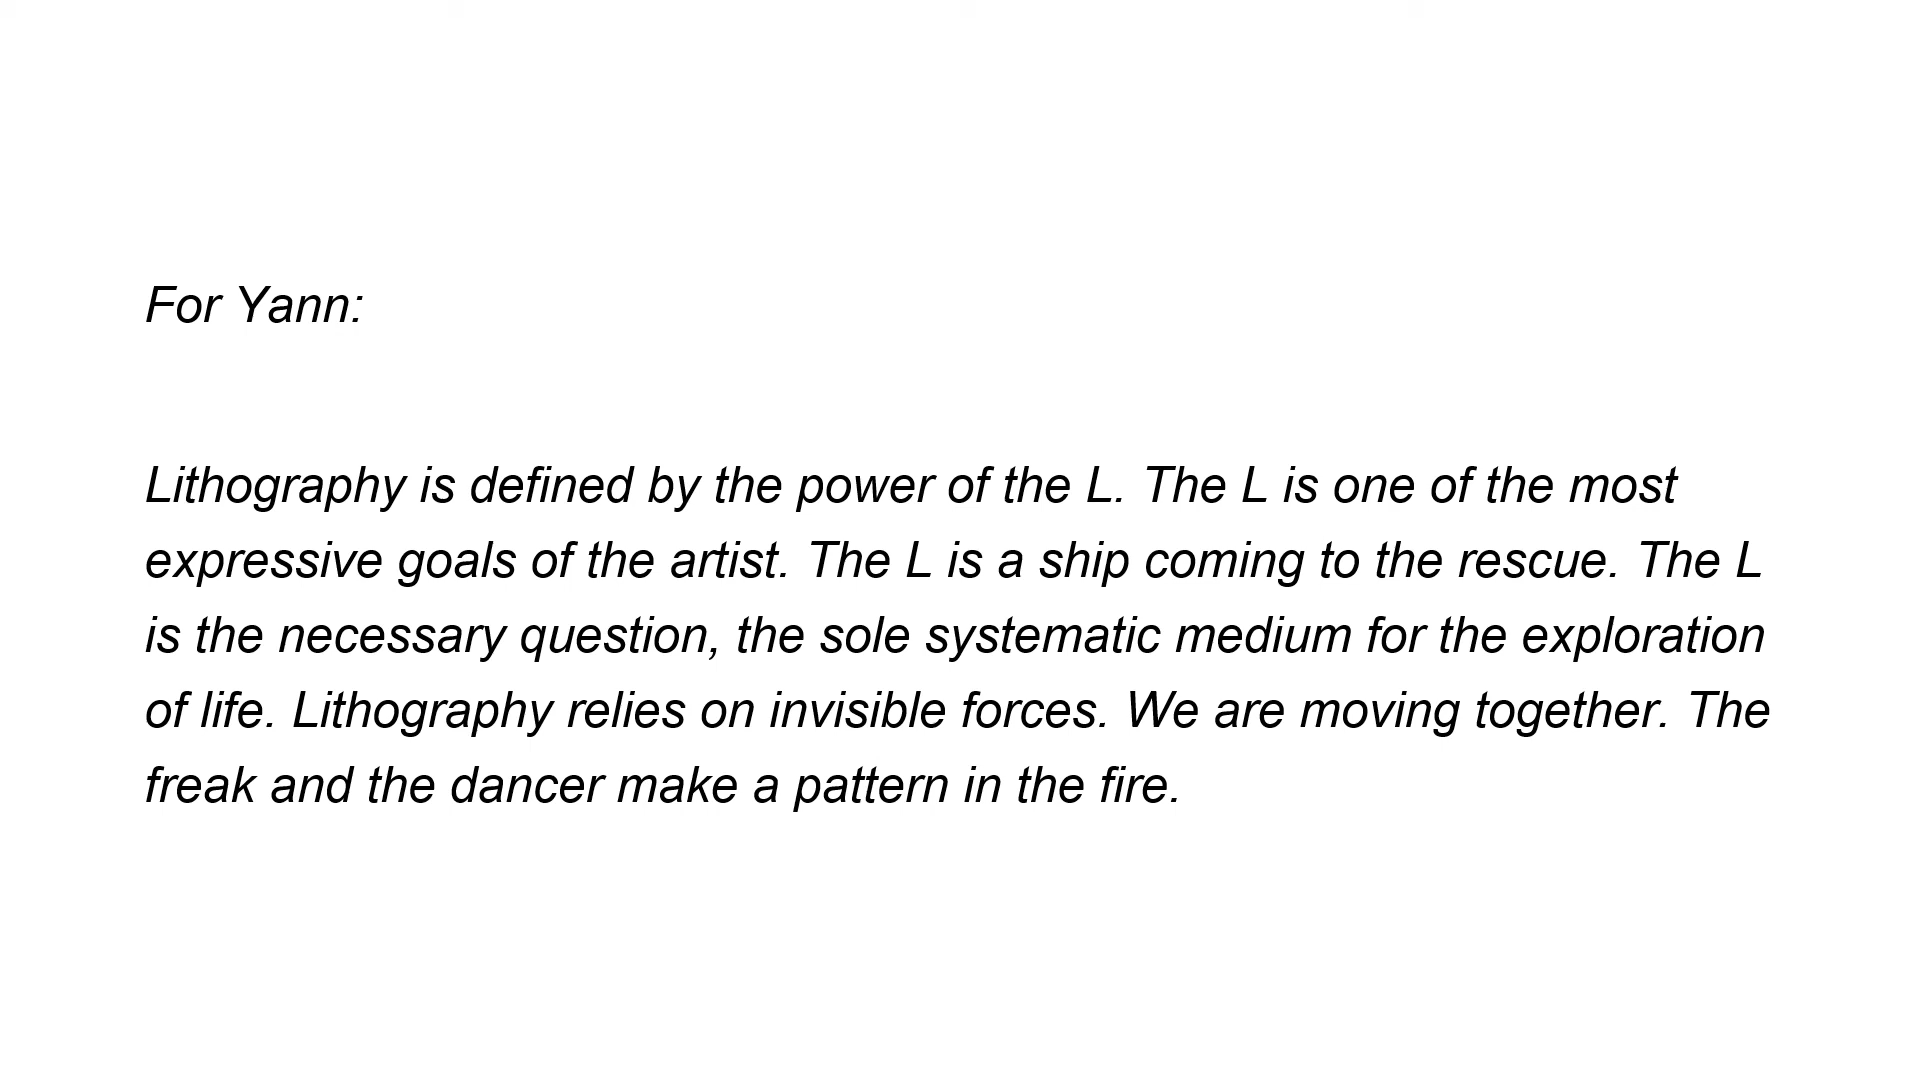 For Yann:
Lithography is defined by the power of the L. The L is one of the most
expressive goals of the artist. The L is a ship coming to the rescue. The L
is the necessary question, the sole systematic medium for the exploration
of life. Lithography relies on invisible forces. We are moving together. The
freak and the dancer make a pattern in the fire.